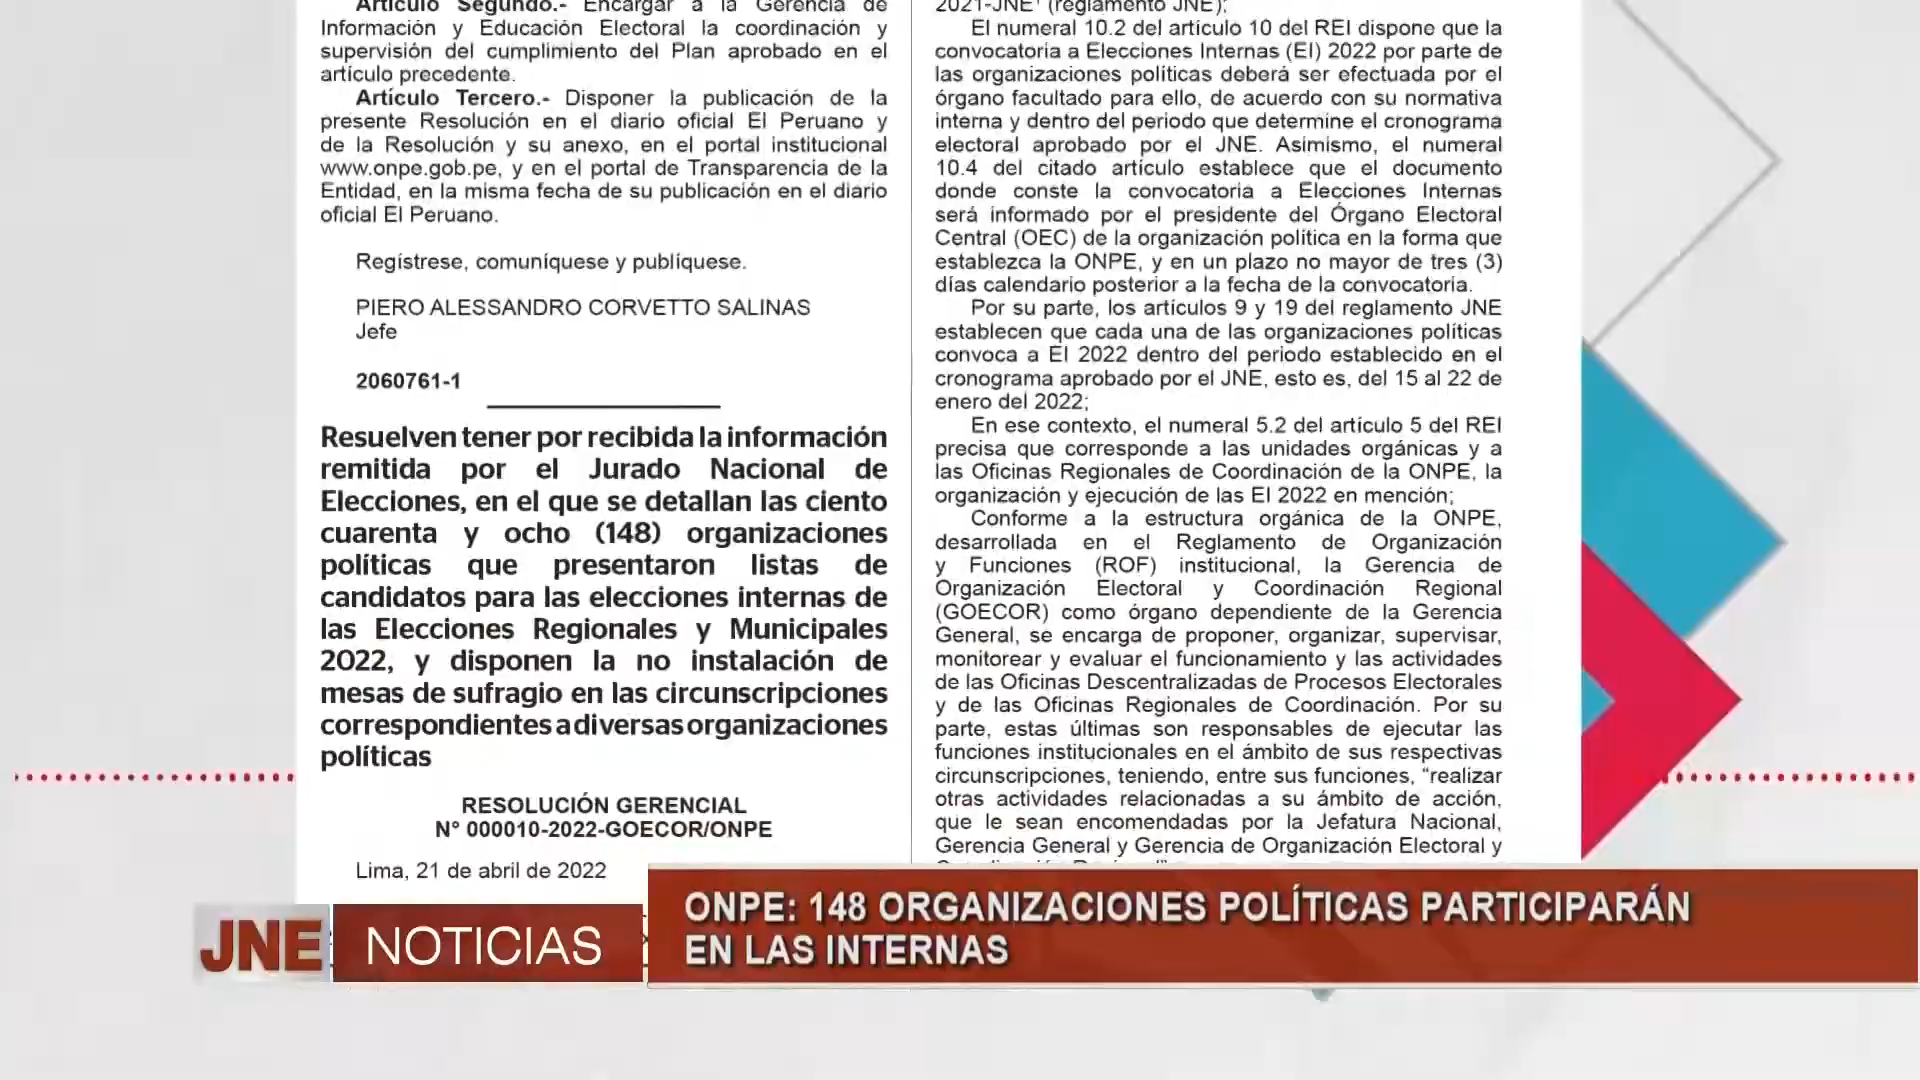 Artículo Segundo.- Encargar a la Gerencia de
Información y Educación Electoral la coordinación y
supervisión del cumplimiento del Plan aprobado en el
artículo precedente.
Artículo Tercero.- Disponer la publicación de la
presente Resolución en el diario oficial El Peruano y
de la Resolución y su anexo, en el portal institucional
www.onpe.gob.pe, y en el portal de Transparencia de la
Entidad, en la misma fecha de su publicación en el diario
oficial El Peruano.
Regístrese, comuníquese y publíquese.
PIERO ALESSANDRO CORVETTO SALINAS
Jefe
2060761-1
Resuelven tener por recibida la información
remitida por el Jurado Nacional de
Elecciones, en el que se detallan las ciento
cuarenta y ocho (148) organizaciones
políticas que presentaron listas de
candidatos para las elecciones internas de
las Elecciones Regionales y Municipales
2022, y disponen la no instalación de
mesas de sufragio en las circunscripciones
correspondientes a diversas organizaciones
políticas
RESOLUCIÓN GERENCIAL
N° 000010-2022-GOECOR/ONPE
Lima, 21 de abril de 2022
2021-JNE¹ (reglamento JNE);
El numeral 10.2 del artículo 10 del REI dispone que la
convocatoria a Elecciones Internas (EI) 2022 por parte de
las organizaciones políticas deberá ser efectuada por el
órgano facultado para ello, de acuerdo con su normativa
interna y dentro del periodo que determine el cronograma
electoral aprobado por el JNE. Asimismo, el numeral
10.4 del citado artículo establece que el documento
donde conste la convocatoria a Elecciones Internas
será informado por el presidente del Órgano Electoral
Central (OEC) de la organización política en la forma que
establezca la ONPE, y en un plazo no mayor de tres (3)
días calendario posterior a la fecha de la convocatoria.
Por su parte, los artículos 9 y 19 del reglamento JNE
establecen que cada una de las organizaciones políticas
convoca a EI 2022 dentro del periodo establecido en el
cronograma aprobado por el JNE, esto es, del 15 al 22 de
enero del 2022;
En ese contexto, el numeral 5.2 del artículo 5 del REI
precisa que corresponde a las unidades orgánicas y a
las Oficinas Regionales de Coordinación de la ONPE, la
organización y ejecución de las EI 2022 en mención;
Conforme a la estructura orgánica de la ONPE,
desarrollada en el Reglamento de Organización
y Funciones (ROF) institucional, la Gerencia de
Organización Electoral y Coordinación Regional
(GOECOR) como órgano dependiente de la Gerencia
General, se encarga de proponer, organizar, supervisar,
monitorear y evaluar el funcionamiento y las actividades
de las Oficinas Descentralizadas de Procesos Electorales
y de las Oficinas Regionales de Coordinación. Por su
parte, estas últimas son responsables de ejecutar las
funciones institucionales en el ámbito de sus respectivas
circunscripciones, teniendo, entre sus funciones, “realizar
otras actividades relacionadas a su ámbito de acción,
que le sean encomendadas por la Jefatura Nacional,
Gerencia General y Gerencia de Organización Electoral y
JNE NOTICIAS
ONPE: 148 ORGANIZACIONES POLÍTICAS PARTICIPARÁN
EN LAS INTERNAS